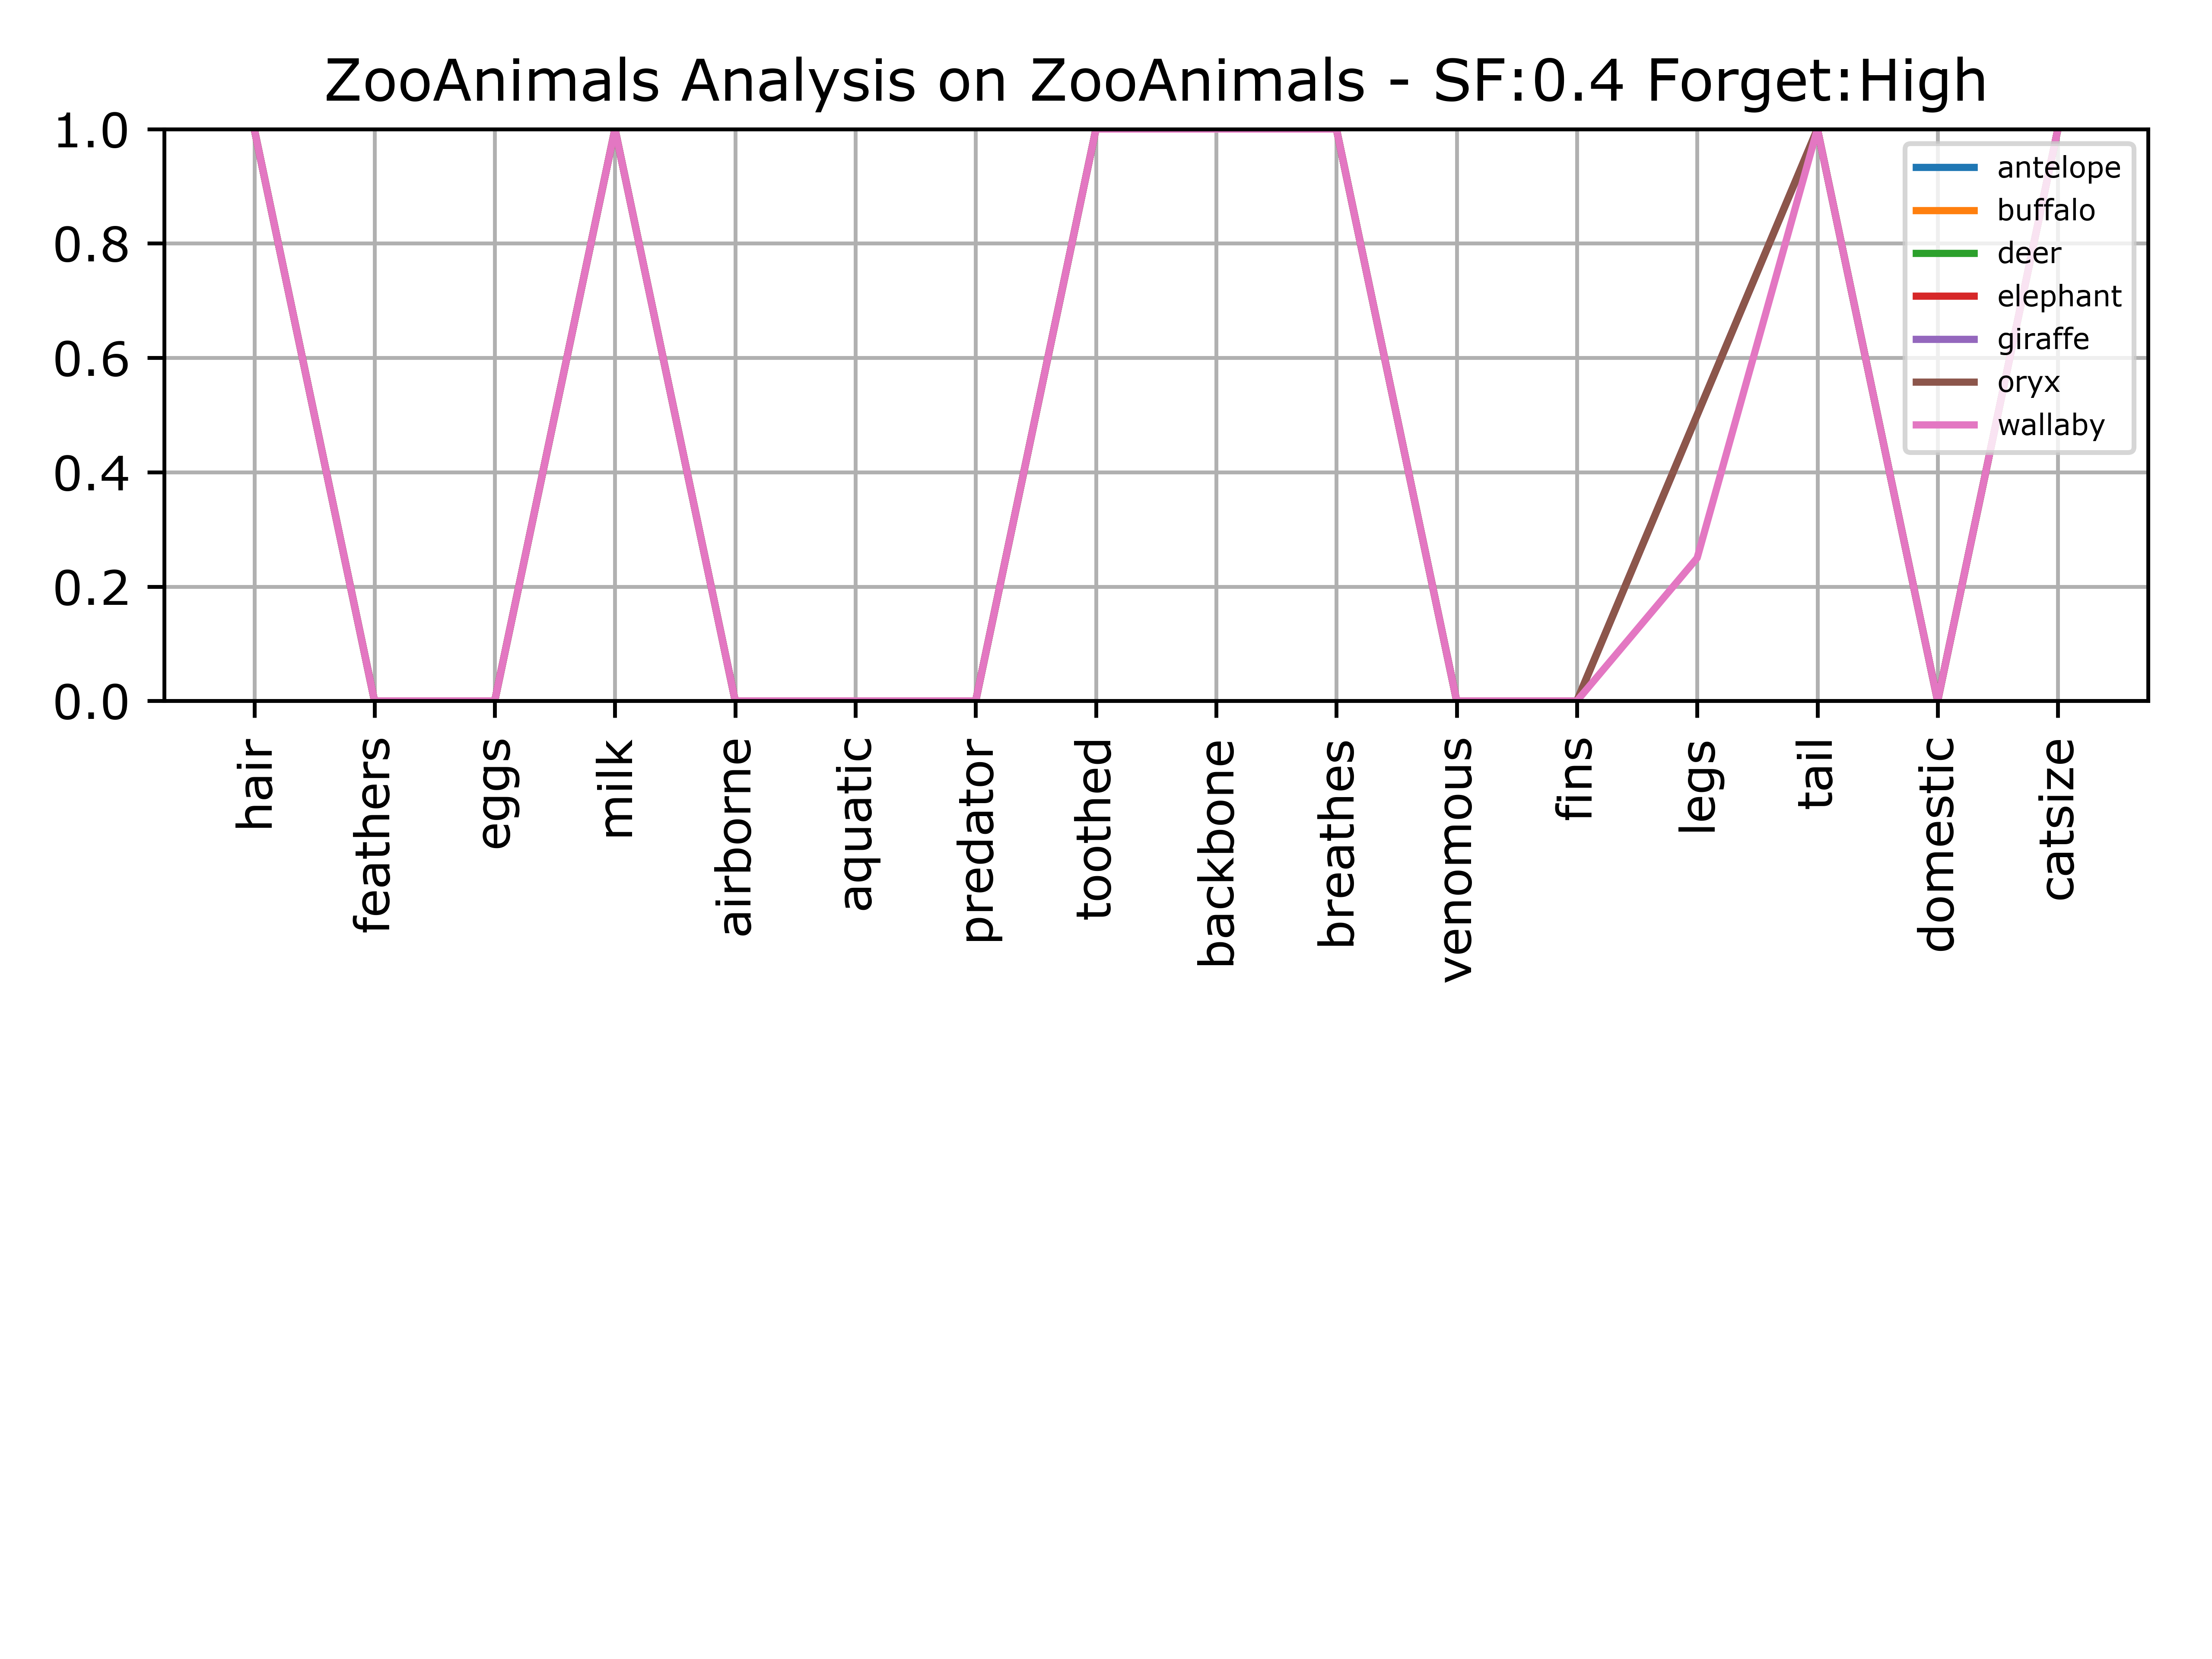 ZooAnimals Analysis on ZooAnimals - SF:0.4 Forget:High
1.0
0.8
0.6
0.4
0.2
0.0
antelope
buffalo
deer
elephant
giraffe
oryx
wallaby
hair
feathers
eggs
milk
airborne
aquatic
predator
toothed
backbone
breathes
venomous
fins
legs
tail
domestic
catsize